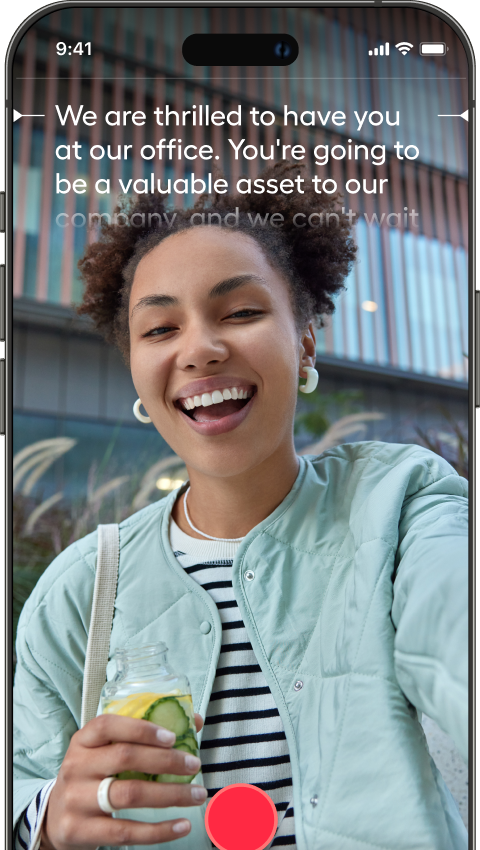 9:41
We are thrilled to have you
at our office. You're going to
be a valuable asset to our
company, and we can't wait